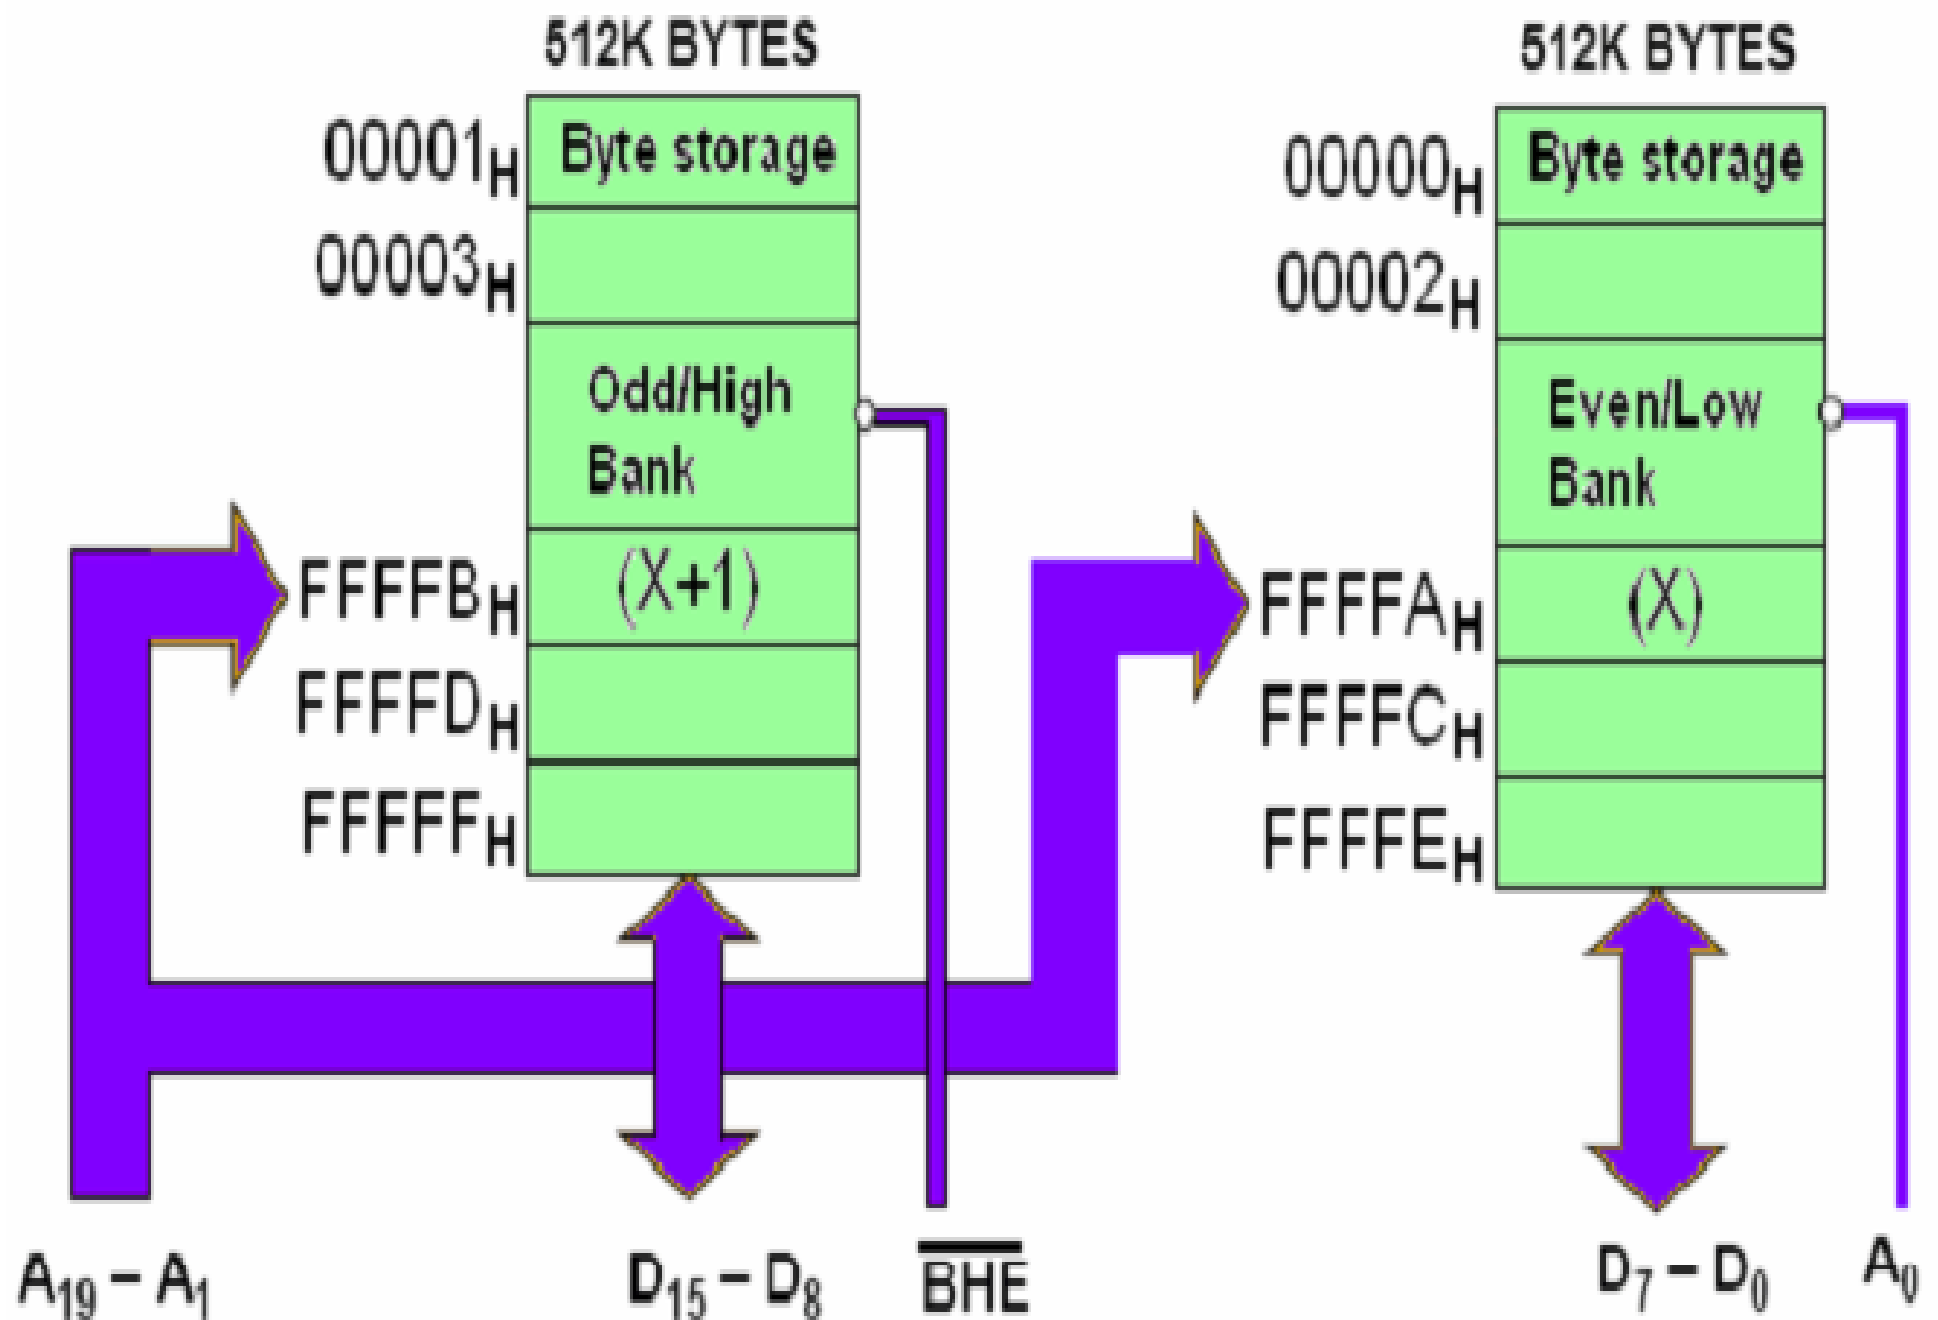 512K BYTES
00001H
Byte storage
00003H
Odd/High
Bank
FFFFBH
(X+1)
FFFFDH
FFFFFH
512K BYTES
00000H
Byte storage
00002H
Even/Low
Bank
FFFFAH
(X)
FFFFCH
FFFFEH
A19 – A1
D15 – D8
BHE
D7 – D0
A0